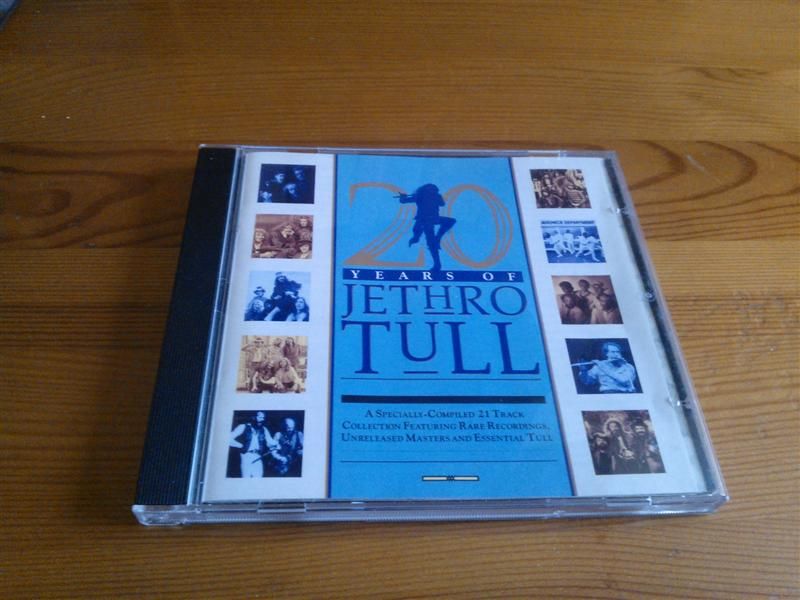 20
YEARS OF
JETHRO
TULL
A SPECIALLY-COMPILED 21 TRACK
COLLECTION FEATURING RARE RECORDINGS,
UNRELEASED MASTERS AND ESSENTIAL TULL